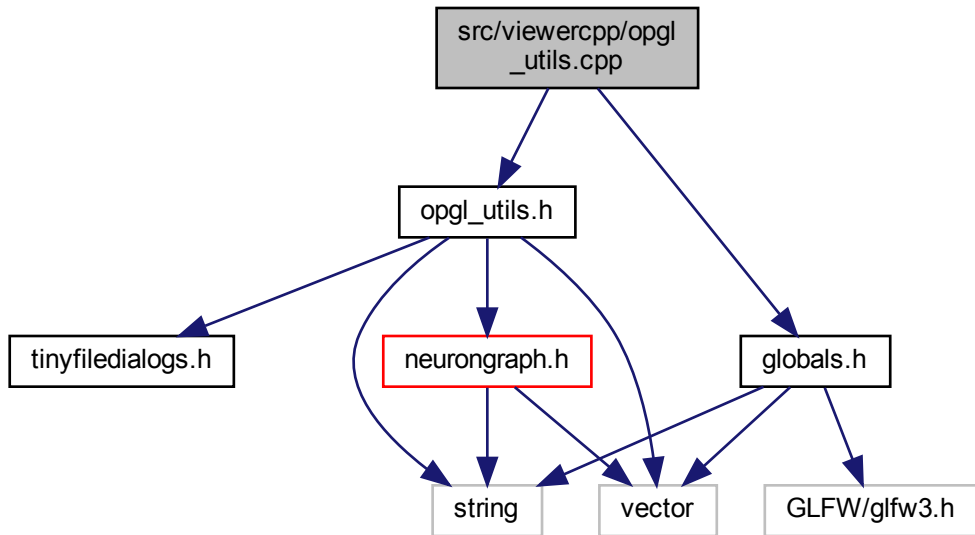 src/viewercpp/opgl
_utils.cpp
opgl_utils.h
tinyfiledialogs.h
neurongraph.h
globals.h
string
vector
GLFW/glfw3.h